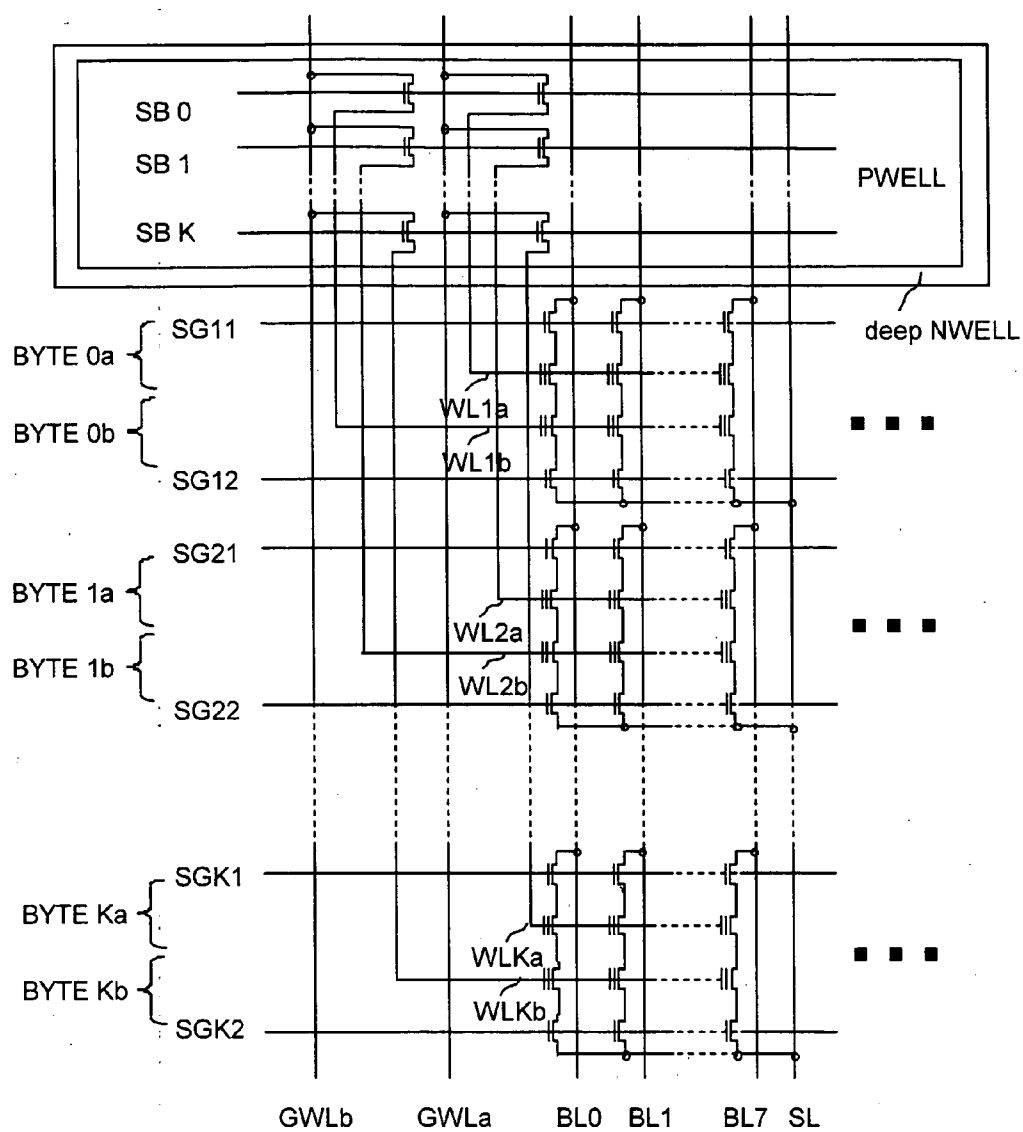 SB 0
SB 1
PWELL
SB K
deep NWELL
SG11
BYTE 0a
WL1a
BYTE 0b
WL1b
SG12
SG21
BYTE 1a
WL2a
BYTE 1b
WL2b
SG22
SGK1
BYTE Ka
WLKa
BYTE Kb
WLKb
SGK2
GWLb GWLa BL0 BL1 BL7 SL